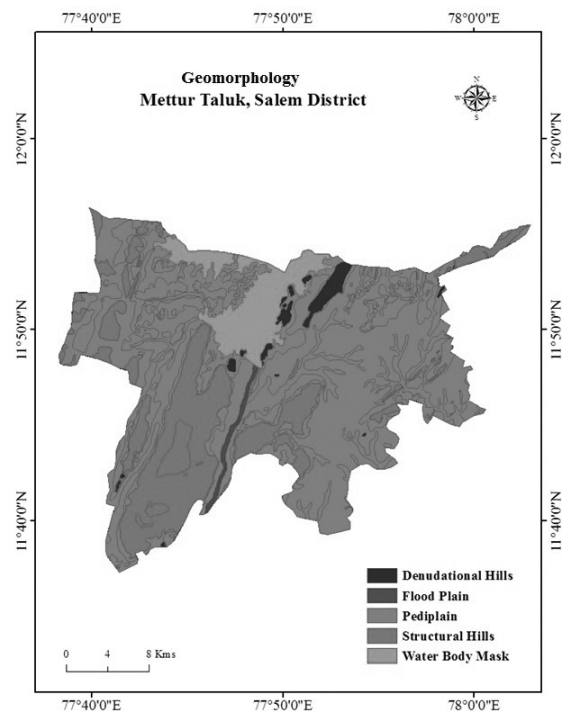 77°40'0"E 77°50'0"E 78°0'0"E
Geomorphology
Mettur Taluk, Salem District
N
W E
S
12°0'0"N 12°0'0"N
11°50'0"N 11°50'0"N
11°40'0"N 11°40'0"N
Denudational Hills
Flood Plain
Pediplain
Structural Hills
Water Body Mask
0 4 8 Kms
77°40'0"E 77°50'0"E 78°0'0"E